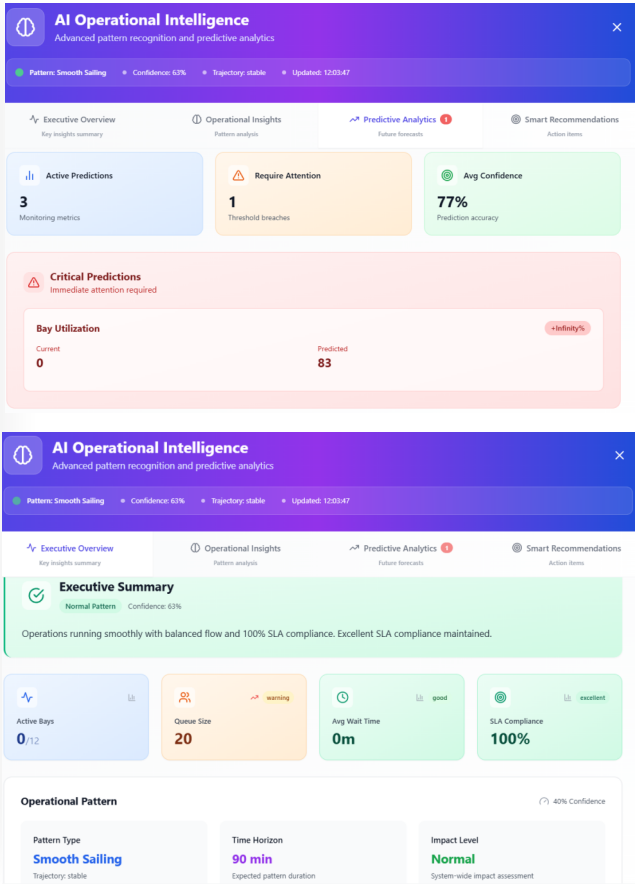 AI Operational Intelligence
Advanced pattern recognition and predictive analytics
Pattern: Smooth Sailing Confidence: 63% Trajectory: stable Updated: 12:03:47
Executive Overview Operational Insights Predictive Analytics 1 Smart Recommendations
Key insights summary Pattern analysis Future forecasts Action items
Active Predictions Require Attention Avg Confidence
3 1 77%
Monitoring metrics Threshold breaches Prediction accuracy
Critical Predictions
Immediate attention required
Bay Utilization +Infinity%
Current Predicted
0 83
AI Operational Intelligence
Advanced pattern recognition and predictive analytics
Pattern: Smooth Sailing Confidence: 63% Trajectory: stable Updated: 12:03:47
Executive Overview Operational Insights Predictive Analytics 1 Smart Recommendations
Key insights summary Pattern analysis Future forecasts Action items
Executive Summary
Normal Pattern Confidence: 63%
Operations running smoothly with balanced flow and 100% SLA compliance. Excellent SLA compliance maintained.
warning good excellent
Active Bays Queue Size Avg Wait Time SLA Compliance
0/12 20 0m 100%
Operational Pattern 40% Confidence
Pattern Type Time Horizon Impact Level
Smooth Sailing 90 min Normal
Trajectory: stable Expected pattern duration System-wide impact assessment